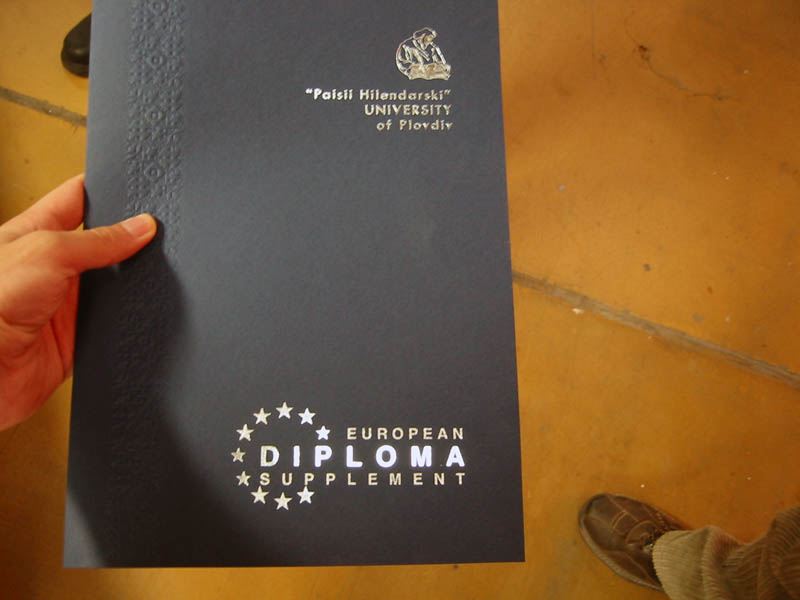 "Paisii Hilendarski"
UNIVERSITY
of Plovdiv
EUROPEAN
DIPLOMA
SUPPLEMENT